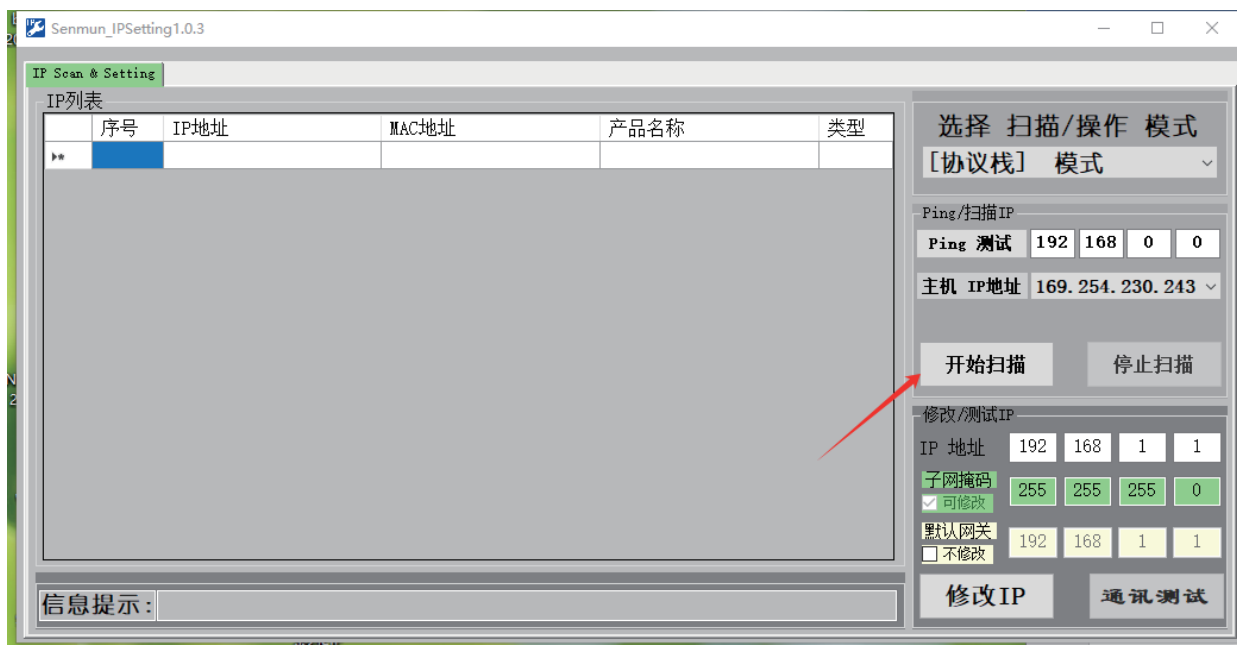 Senmun_IPSetting1.0.3
IP Scan & Setting
IP列表
序号 IP地址 MAC地址 产品名称 类型
选择 扫描/操作 模式
[协议栈] 模式
Ping/扫描IP
Ping 测试 192 168 0 0
主机 IP地址 169.254.230.243
开始扫描 停止扫描
修改/测试IP
IP 地址 192 168 1 1
子网掩码 255 255 255 0
可修改
默认网关 192 168 1 1
不修改
修改IP 通讯测试
信息提示: